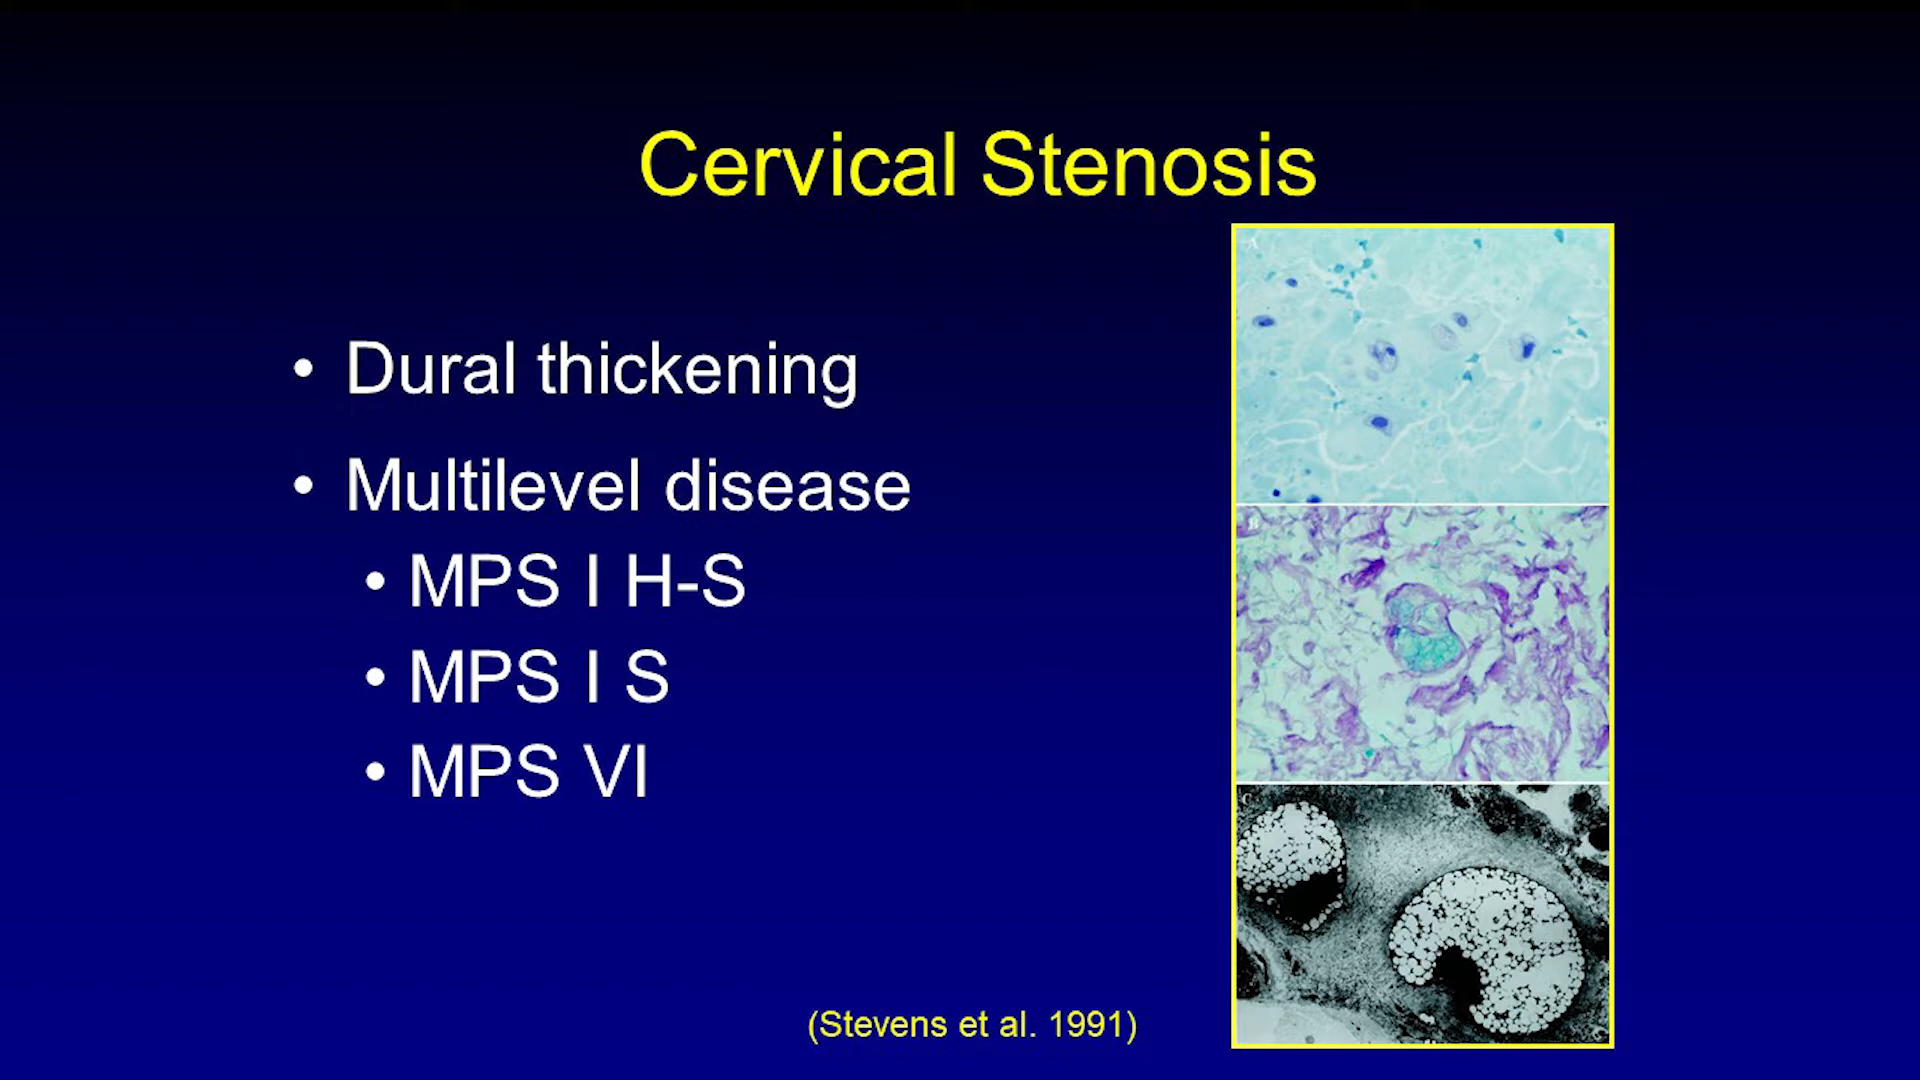 Cervical Stenosis
• Dural thickening
• Multilevel disease
• MPS I H-S
• MPS I S
• MPS VI
(Stevens et al. 1991)
A
B
C